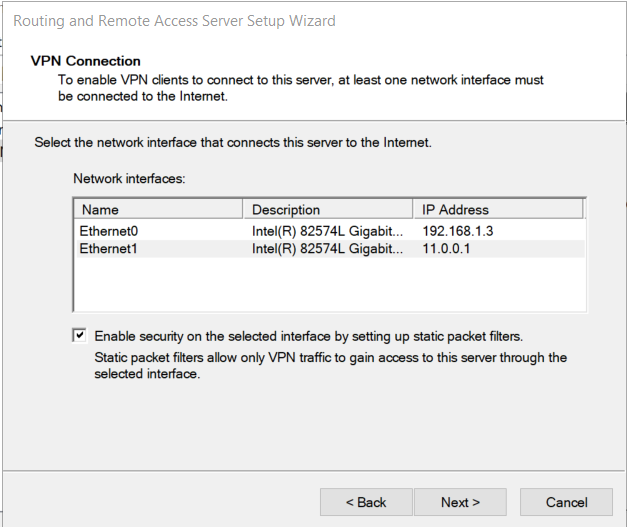 Routing and Remote Access Server Setup Wizard
VPN Connection
To enable VPN clients to connect to this server, at least one network interface must
be connected to the Internet.
Select the network interface that connects this server to the Internet.
Network interfaces:
Name Description IP Address
Ethernet0 Intel(R) 82574L Gigabit... 192.168.1.3
Ethernet1 Intel(R) 82574L Gigabit... 11.0.0.1
Enable security on the selected interface by setting up static packet filters.
Static packet filters allow only VPN traffic to gain access to this server through the
selected interface.
< Back Next > Cancel